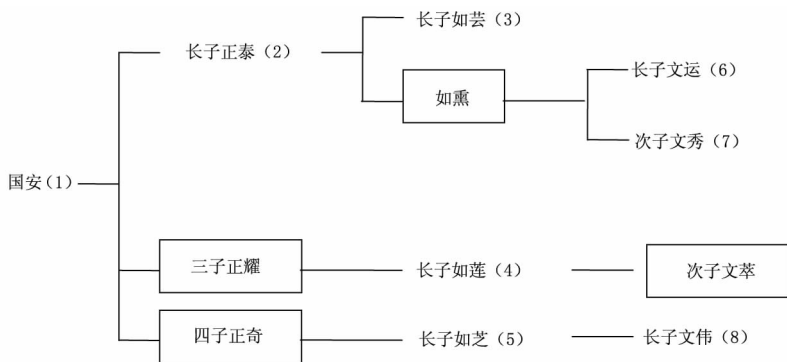 长子如芸（3）
长子正泰（2）
长子文运（6）
如熏
次子文秀（7）
国安（1）
三子正耀
长子如莲（4）
次子文萃
四子正奇
长子如芝（5）
长子文伟（8）